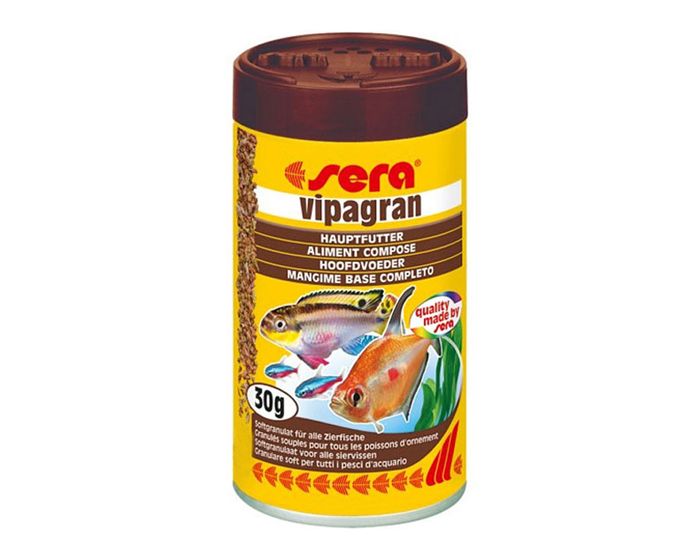 sera®
vipagran
HAUPTFUTTER
ALIMENT COMPOSE
HOOFDVOEDER
MANGIME BASE COMPLETO
quality
made by
sera
30g
Softgranulat für alle Zierfische
Granulés souples pour tous les poissons d'ornement
Softgranulaat voor alle siervissen
Granulare soft per tutti i pesci d'acquario